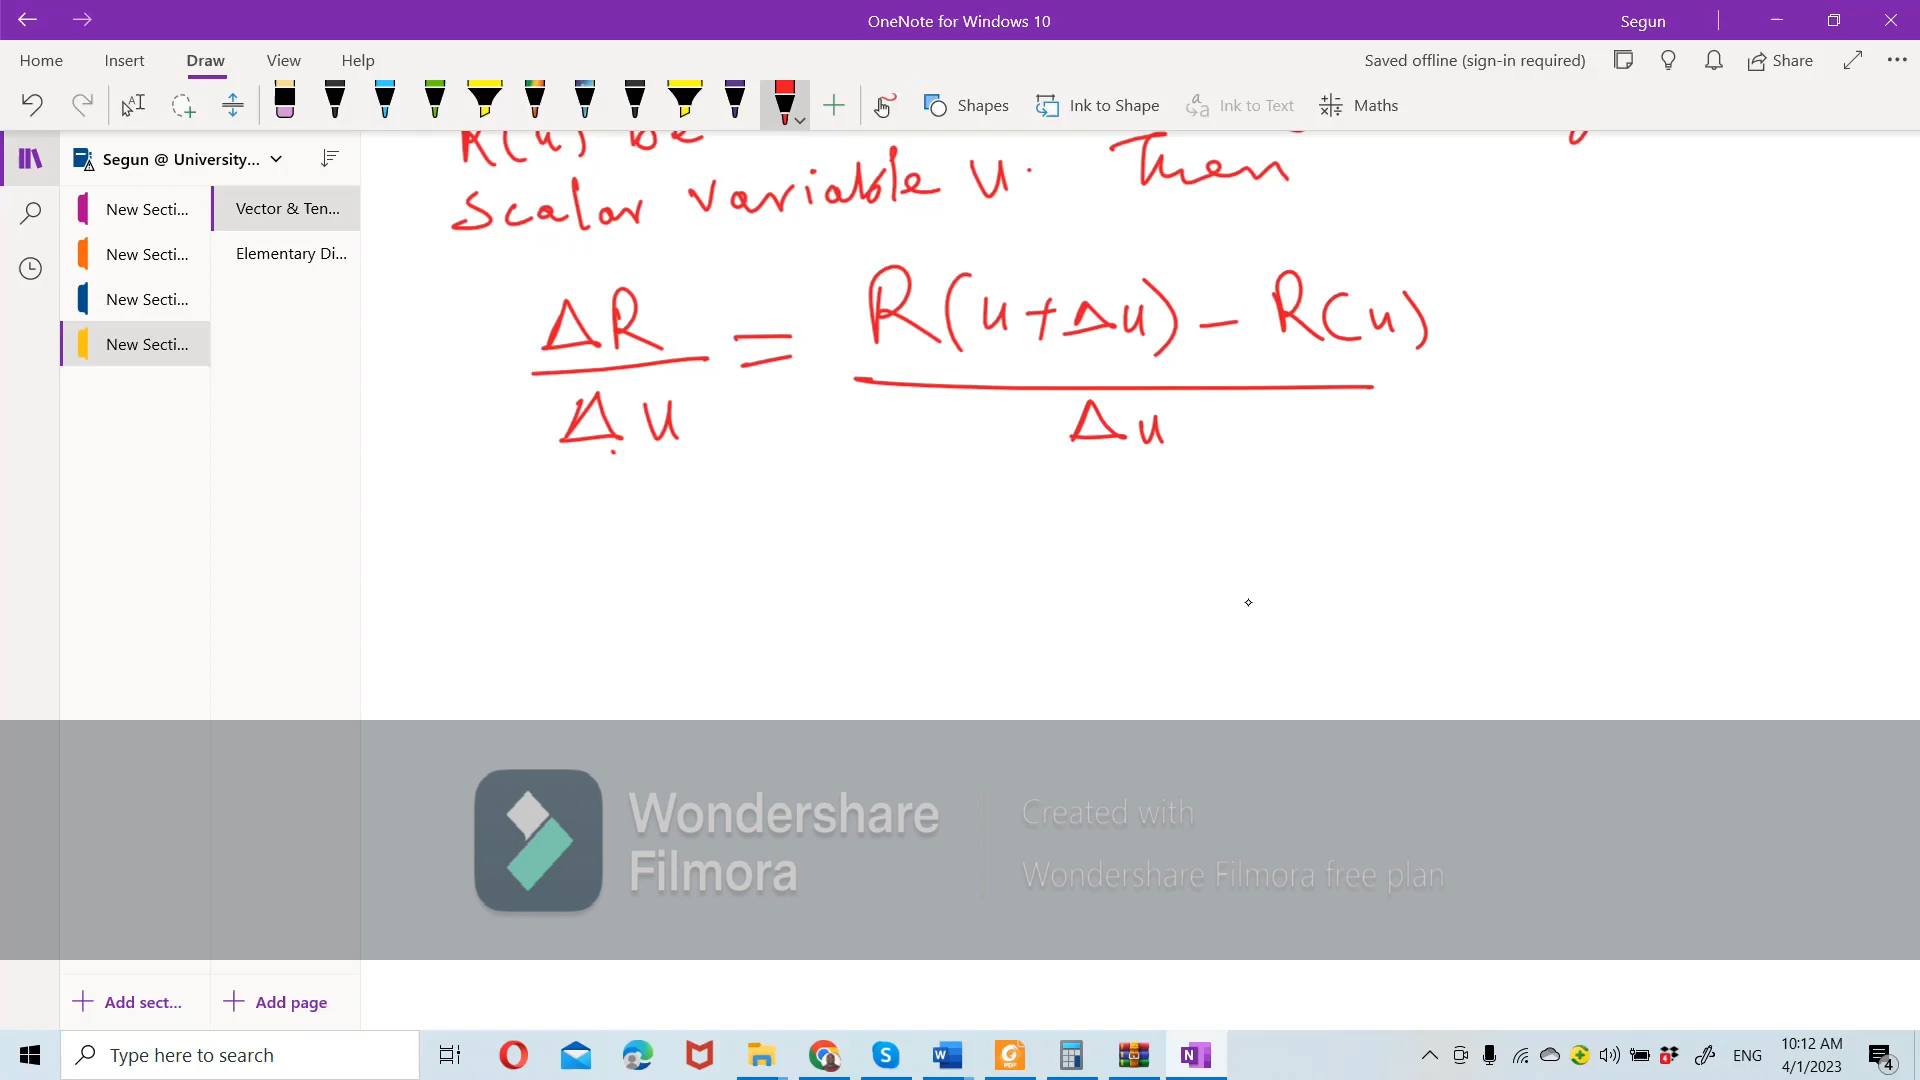 OneNote for Windows 10
Segun
Home Insert Draw View Help
Saved offline (sign-in required)
Share
Shapes
Ink to Shape
Ink to Text
Maths
Segun @ University...
New Secti...
New Secti...
New Secti...
New Secti...
Vector & Ten...
Elementary Di...
R(u) be
scalar variable u. Then
ΔR/Δu = R(u+Δu) − R(u)/Δu
Wondershare
Filmora
Created with
Wondershare Filmora free plan
Add sect...
Add page
Type here to search
ENG
10:12 AM
4/1/2023
4